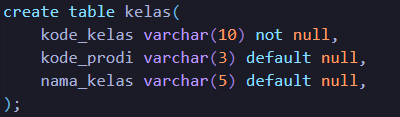 create table kelas(
    kode_kelas varchar(10) not null,
    kode_prodi varchar(3) default null,
    nama_kelas varchar(5) default null,
);